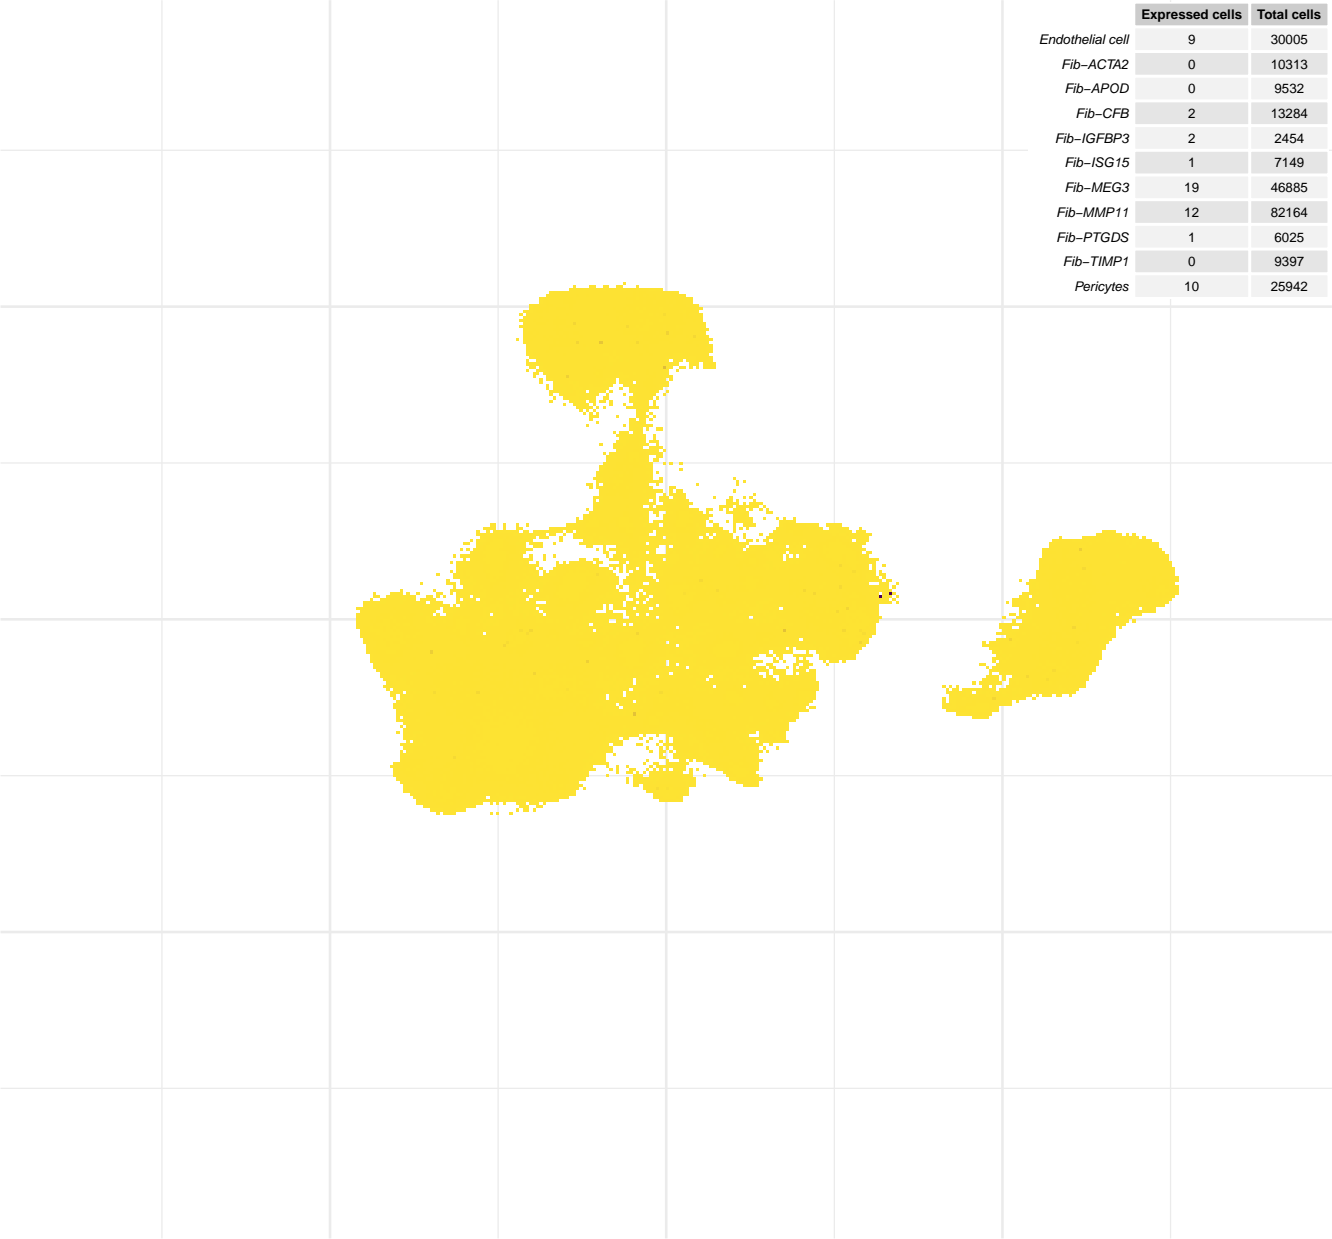 Expressed cells Total cells
Endothelial cell 9 30005
Fib−ACTA2 0 10313
Fib−APOD 0 9532
Fib−CFB 2 13284
Fib−IGFBP3 2 2454
Fib−ISG15 1 7149
Fib−MEG3 19 46885
Fib−MMP11 12 82164
Fib−PTGDS 1 6025
Fib−TIMP1 0 9397
Pericytes 10 25942